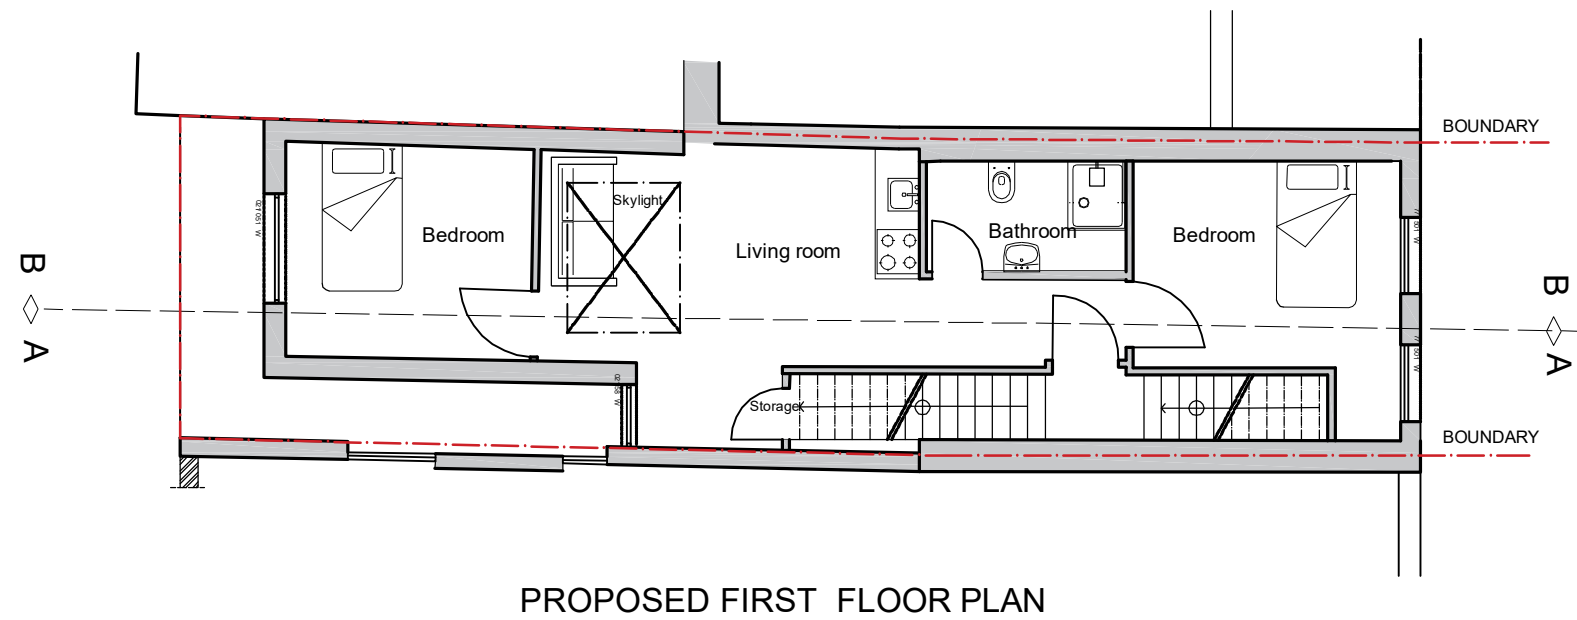 BOUNDARY
Skylight
Bedroom
Living room
Bathroom
Bedroom
B
A
B
A
Storage
BOUNDARY
PROPOSED FIRST FLOOR PLAN